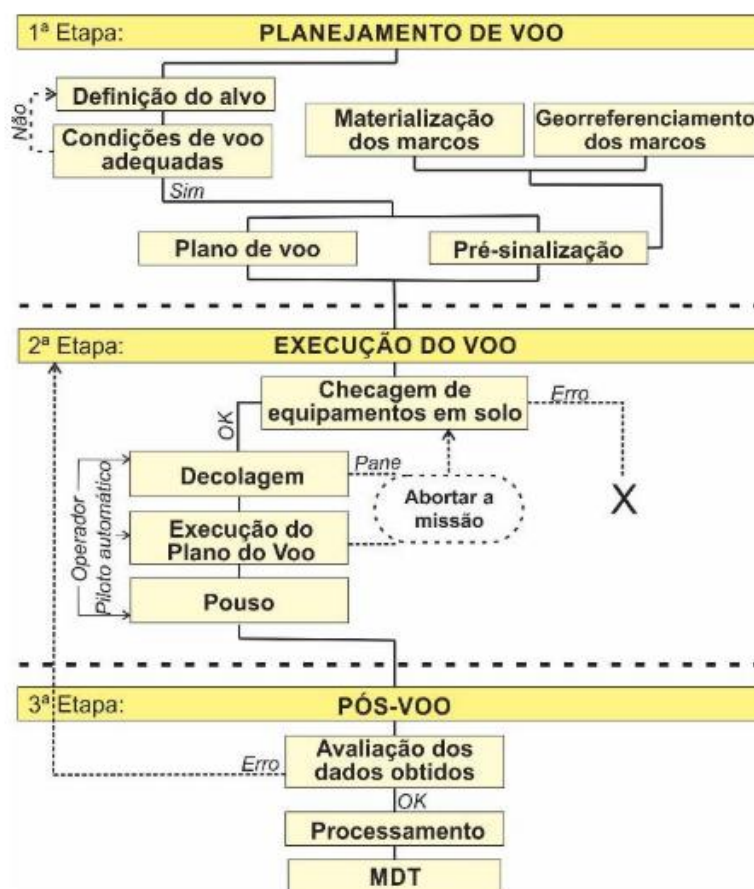 1ª Etapa: PLANEJAMENTO DE VOO
Definição do alvo
Não
Condições de voo
adequadas
Materialização
dos marcos
Georreferenciamento
dos marcos
Sim
Plano de voo
Pré-sinalização
2ª Etapa: EXECUÇÃO DO VOO
Checagem de
equipamentos em solo
Erro
OK
Decolagem
Pane
Abortar a
missão
X
Operador
Piloto automático
Execução do
Plano do Voo
Pouso
3ª Etapa: PÓS-VOO
Avaliação dos
dados obtidos
Erro
OK
Processamento
MDT